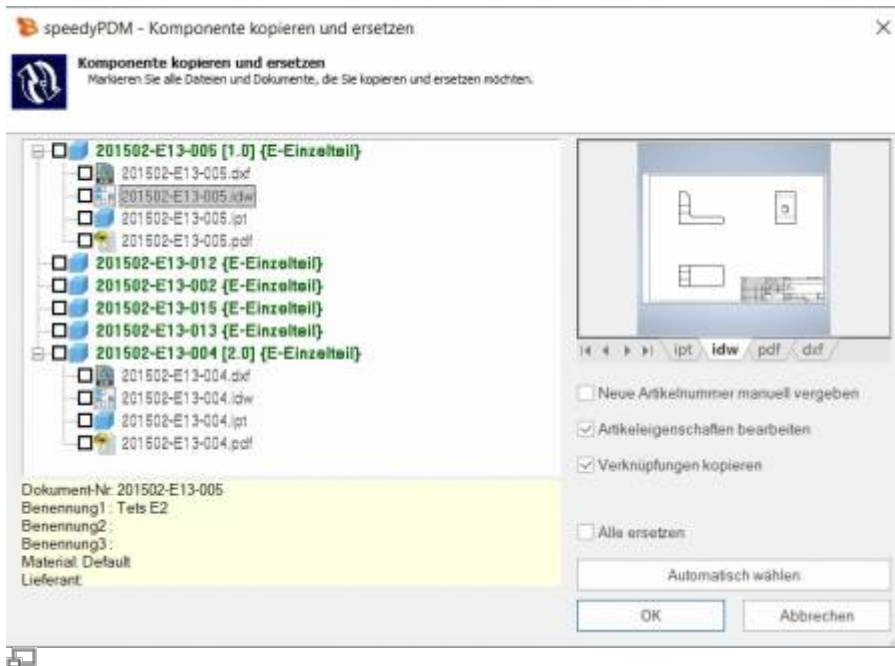 speedyPDM - Komponente kopieren und ersetzen
Komponente kopieren und ersetzen
Markieren Sie alle Dateien und Dokumente, die Sie kopieren und ersetzen möchten.
201502-E13-005 [1.0] {E-Einzelteil}
201502-E13-005.dxf
201502-E13-005.idw
201502-E13-005.ipt
201502-E13-005.pdf
201502-E13-012 {E-Einzelteil}
201502-E13-002 {E-Einzelteil}
201502-E13-015 {E-Einzelteil}
201502-E13-013 {E-Einzelteil}
201502-E13-004 [2.0] {E-Einzelteil}
201502-E13-004.dxf
201502-E13-004.idw
201502-E13-004.ipt
201502-E13-004.pdf
Dokument-Nr: 201502-E13-005
Benennung1 : Tets E2
Benennung2 :
Benennung3 :
Material: Default
Lieferant:
ipt idw pdf dxf
Neue Artikelnummer manuell vergeben
Artikeleigenschaften bearbeiten
Verknüpfungen kopieren
Alle ersetzen
Automatisch wählen
OK Abbrechen